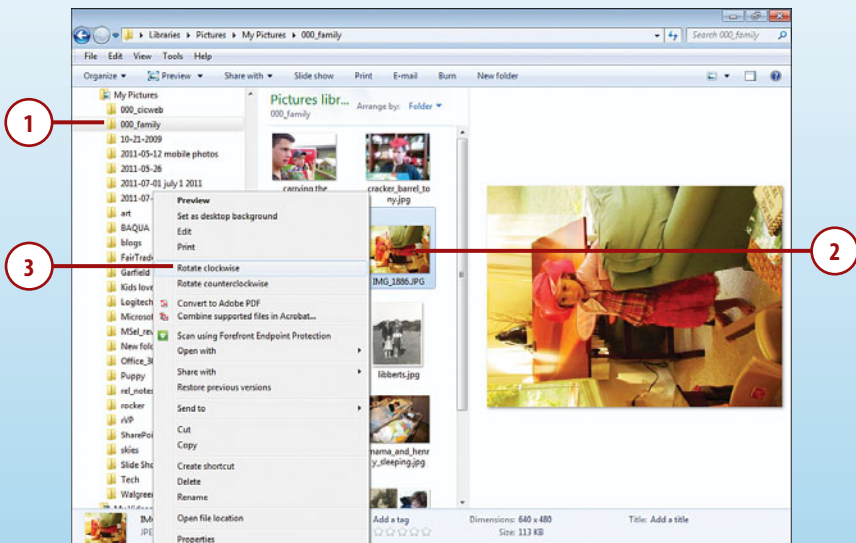 Libraries ▸ Pictures ▸ My Pictures ▸ 000_family
Search 000_family
File Edit View Tools Help
Organize Preview Share with Slide show Print E-mail Burn New folder
My Pictures
000_cicweb
000_family
10-21-2009
2011-05-12 mobile photos
2011-05-26
2011-07-01 july 1 2011
2011-07-
art
BAQUA
blogs
FairTrade
Garfield
Kids love
Logitech
Microsof
MSel_rev
New fold
Office_3
Puppy
rel_notes
rocker
rVP
SharePoi
skies
Slide Sho
Tech
Walgreen
My Videos
Pictures libr...
000_family
Arrange by: Folder
carrying the
cracker_barrel_to
ny.jpg
IMG_1886.JPG
libberts.jpg
mama_and_henr
y_sleeping.jpg
Preview
Set as desktop background
Edit
Print
Rotate clockwise
Rotate counterclockwise
Convert to Adobe PDF
Combine supported files in Acrobat...
Scan using Forefront Endpoint Protection
Open with
Share with
Restore previous versions
Send to
Cut
Copy
Create shortcut
Delete
Rename
Open file location
Properties
IM
JPE
Add a tag
Dimensions: 640 x 480
Size: 113 KB
Title: Add a title
1
2
3